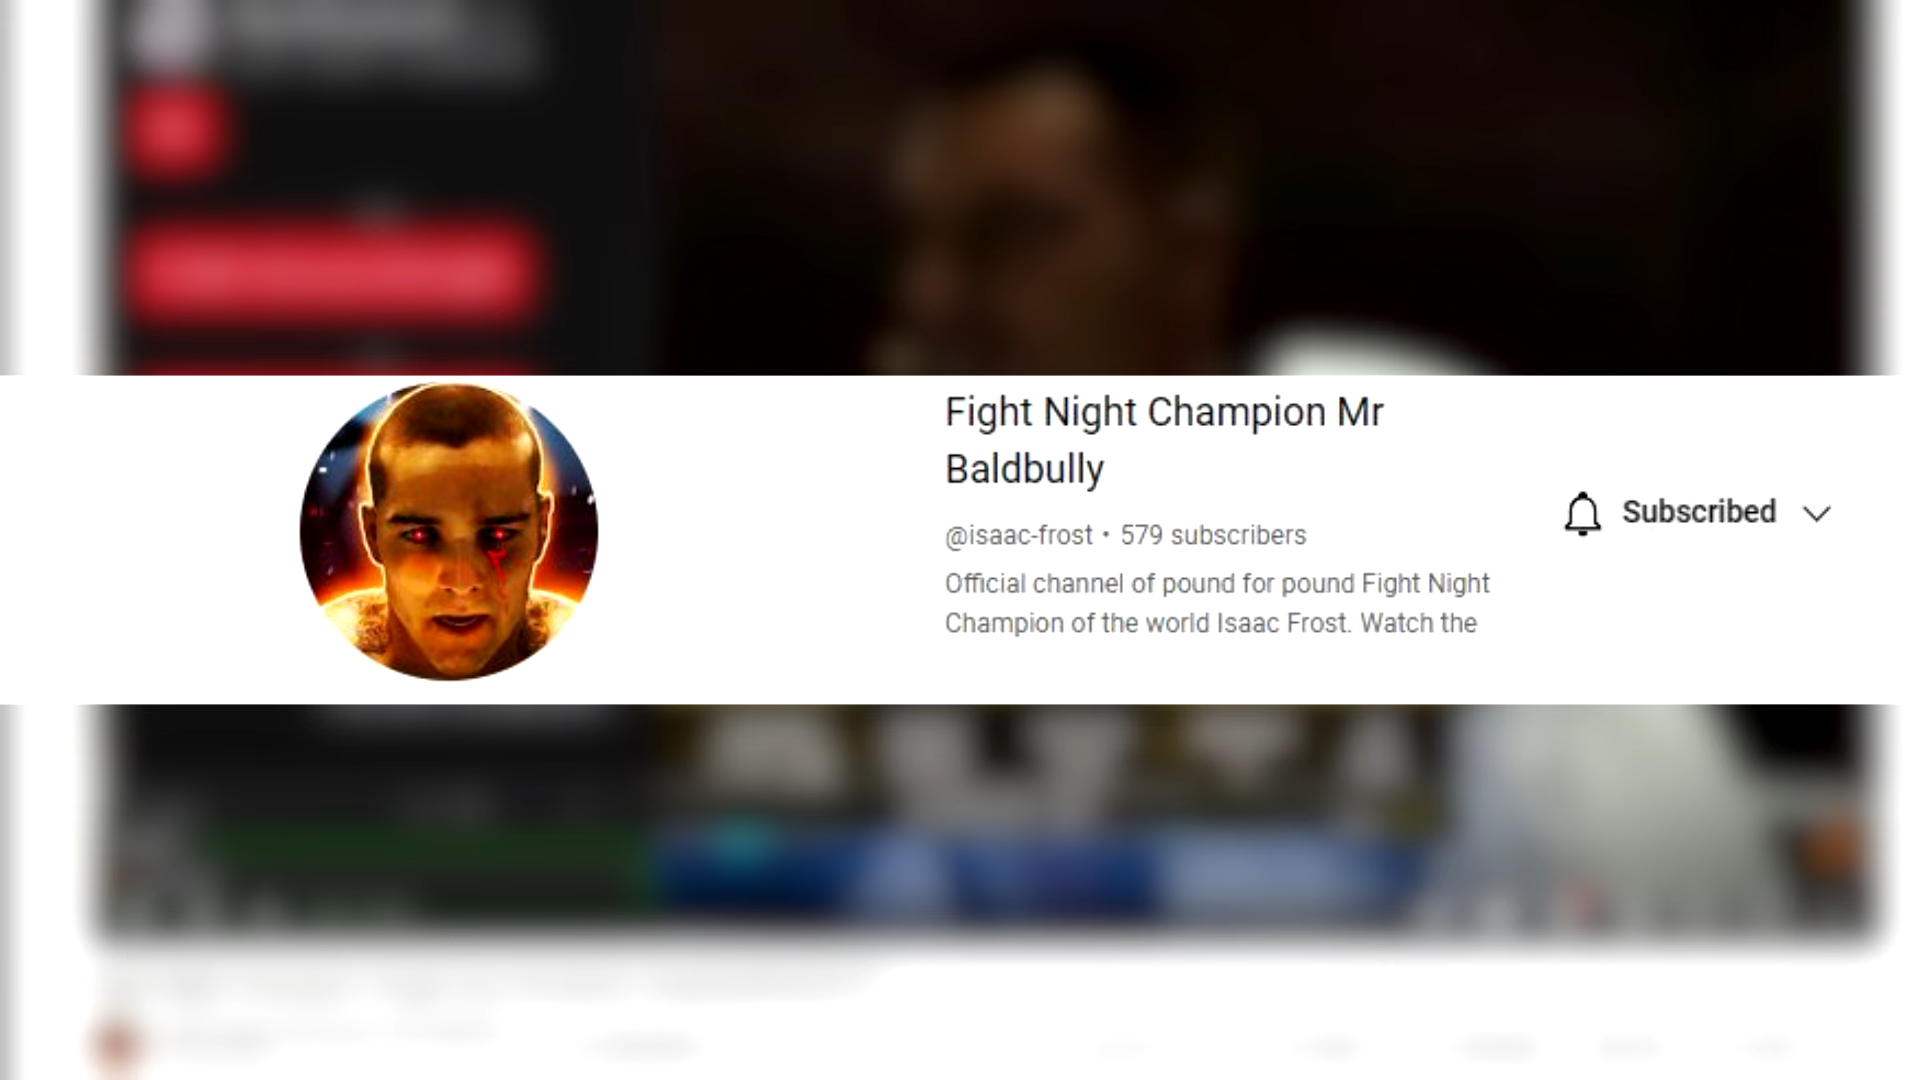 Fight Night Champion Mr
Baldbully
@isaac-frost • 579 subscribers
Official channel of pound for pound Fight Night
Champion of the world Isaac Frost. Watch the
Subscribed